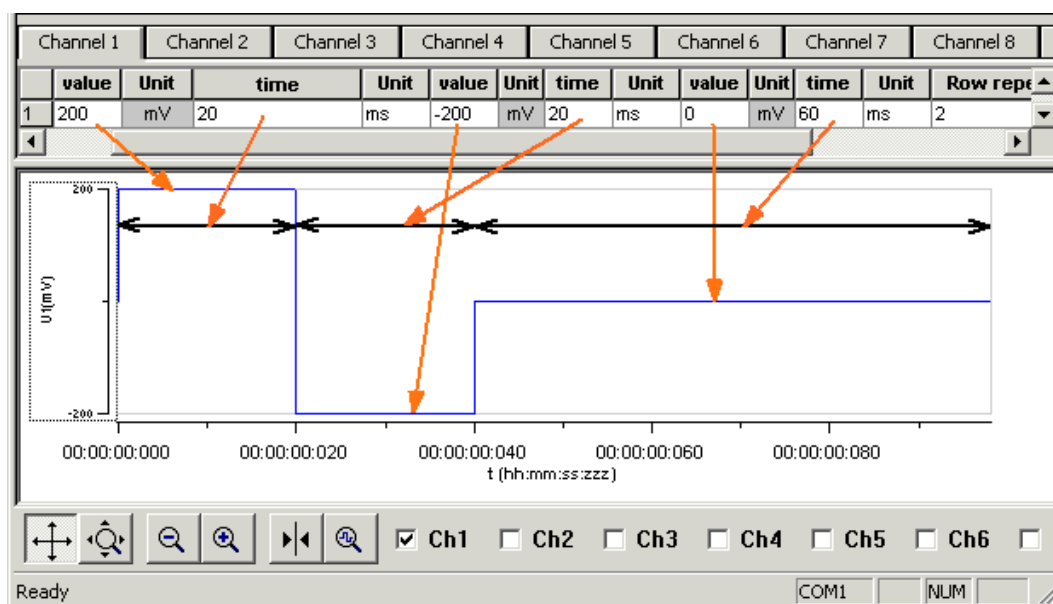 Channel 1 Channel 2 Channel 3 Channel 4 Channel 5 Channel 6 Channel 7 Channel 8
value Unit time Unit value Unit time Unit value Unit time Unit Row repe
1 200 mV 20 ms -200 mV 20 ms 0 mV 60 ms 2
200
U1(mV)
-200
00:00:00:000 00:00:00:020 00:00:00:040 00:00:00:060 00:00:00:080
t (hh:mm:ss:zzz)
Ch1 Ch2 Ch3 Ch4 Ch5 Ch6
Ready COM1 NUM